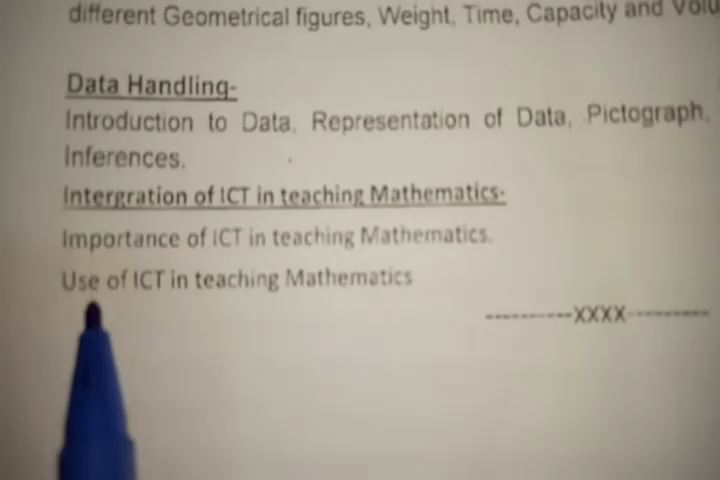 different Geometrical figures, Weight, Time, Capacity and Volu
Data Handling-
Introduction to Data, Representation of Data, Pictograph,
Inferences.
Intergration of ICT in teaching Mathematics-
Importance of ICT in teaching Mathematics.
Use of ICT in teaching Mathematics
----------XXXX----------